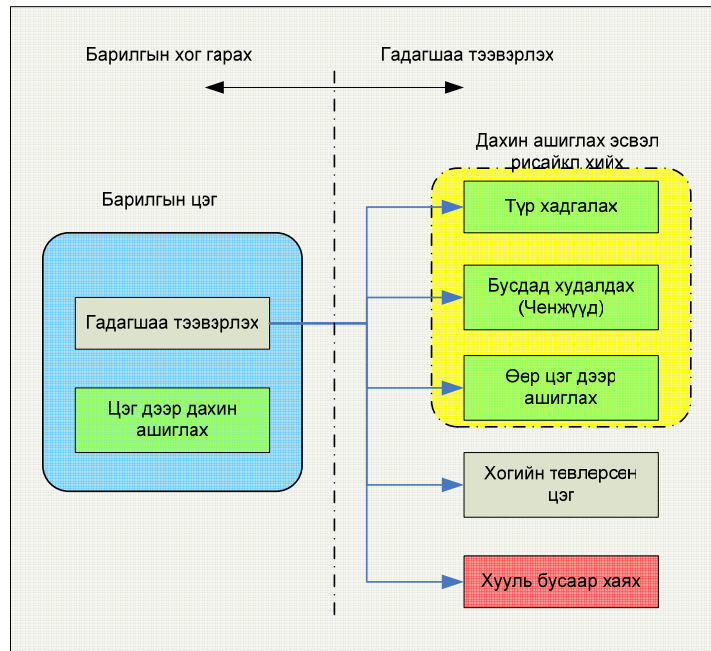 Барилгын хог гарах
Гадагшаа тээвэрлэх
Дахин ашиглах эсвэл
рисайкл хийх
Барилгын цэг
Түр хадгалах
Бусдад худалдах
(Ченжүүд)
Гадагшаа тээвэрлэх
Өөр цэг дээр
ашиглах
Цэг дээр дахин
ашиглах
Хогийн төвлөрсөн
цэг
Хууль бусаар хаях